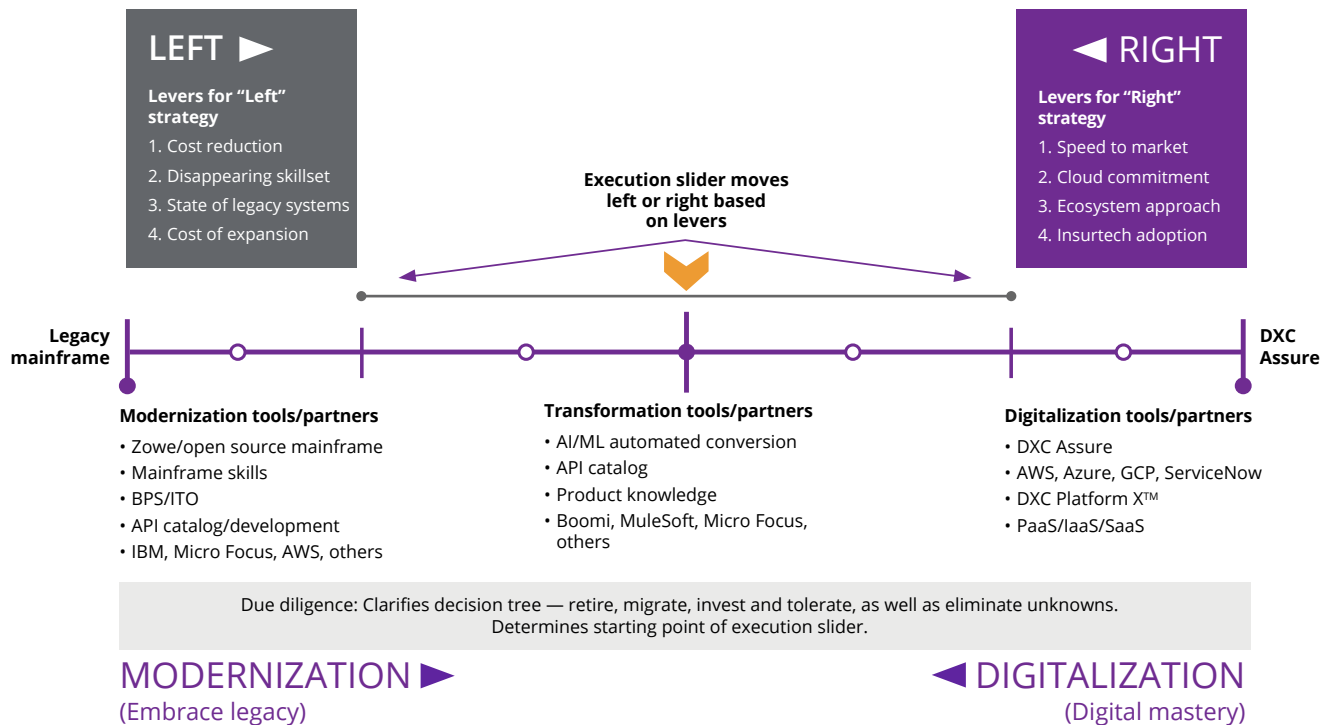 LEFT
Levers for “Left”
strategy
1. Cost reduction
2. Disappearing skillset
3. State of legacy systems
4. Cost of expansion
Execution slider moves
left or right based
on levers
RIGHT
Levers for “Right”
strategy
1. Speed to market
2. Cloud commitment
3. Ecosystem approach
4. Insurtech adoption
Legacy
mainframe
DXC
Assure
Modernization tools/partners
• Zowe/open source mainframe
• Mainframe skills
• BPS/ITO
• API catalog/development
• IBM, Micro Focus, AWS, others
Transformation tools/partners
• AI/ML automated conversion
• API catalog
• Product knowledge
• Boomi, MuleSoft, Micro Focus,
others
Digitalization tools/partners
• DXC Assure
• AWS, Azure, GCP, ServiceNow
• DXC Platform X™
• PaaS/IaaS/SaaS
Due diligence: Clarifies decision tree — retire, migrate, invest and tolerate, as well as eliminate unknowns.
Determines starting point of execution slider.
MODERNIZATION
(Embrace legacy)
DIGITALIZATION
(Digital mastery)